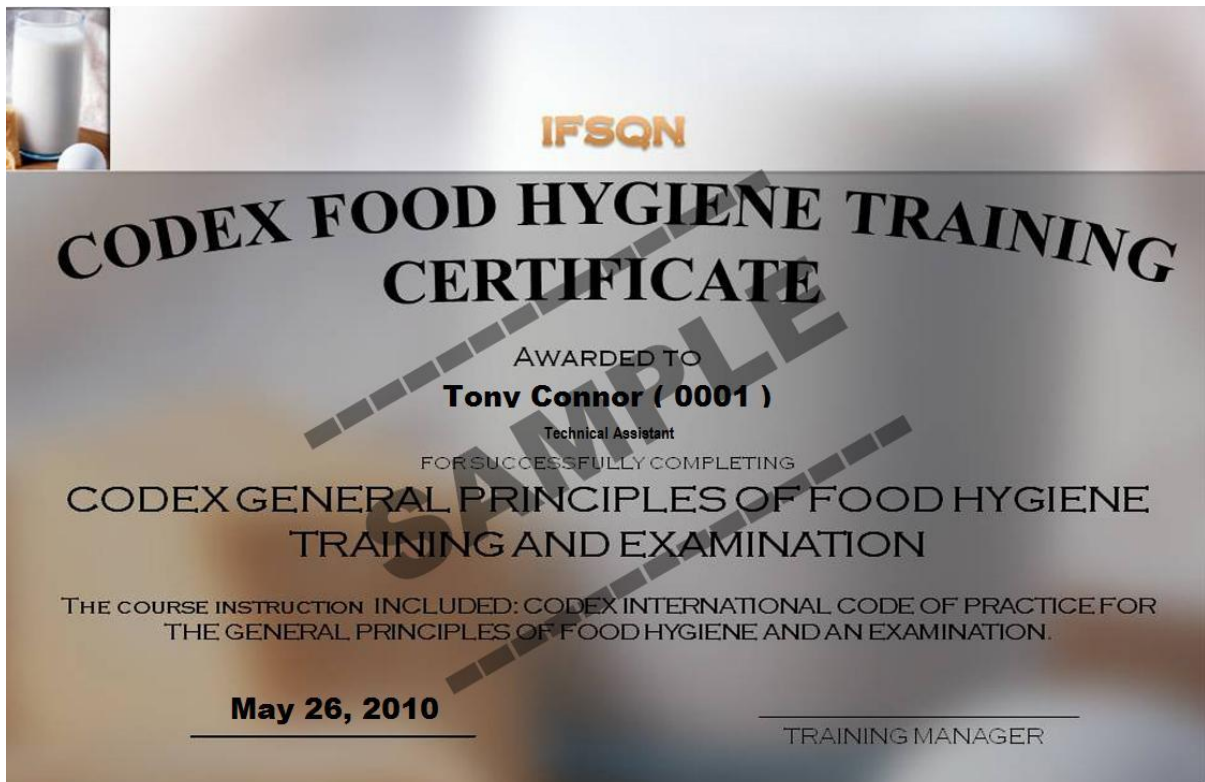 IFSQN
CODEX FOOD HYGIENE TRAINING
CERTIFICATE
AWARDED TO
Tony Connor ( 0001 )
Technical Assistant
FOR SUCCESSFULLY COMPLETING
CODEX GENERAL PRINCIPLES OF FOOD HYGIENE
TRAINING AND EXAMINATION
THE COURSE INSTRUCTION INCLUDED: CODEX INTERNATIONAL CODE OF PRACTICE FOR
THE GENERAL PRINCIPLES OF FOOD HYGIENE AND AN EXAMINATION.
SAMPLE
May 26, 2010
TRAINING MANAGER